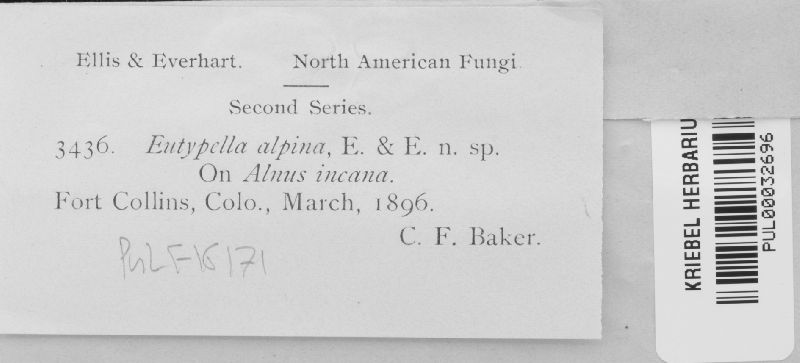 Ellis & Everhart. North American Fungi
Second Series.
3436. Eutypella alpina, E. & E. n. sp.
On Alnus incana.
Fort Collins, Colo., March, 1896.
C. F. Baker.
PUL F15171
KRIEBEL HERBARIU
PUL00032696